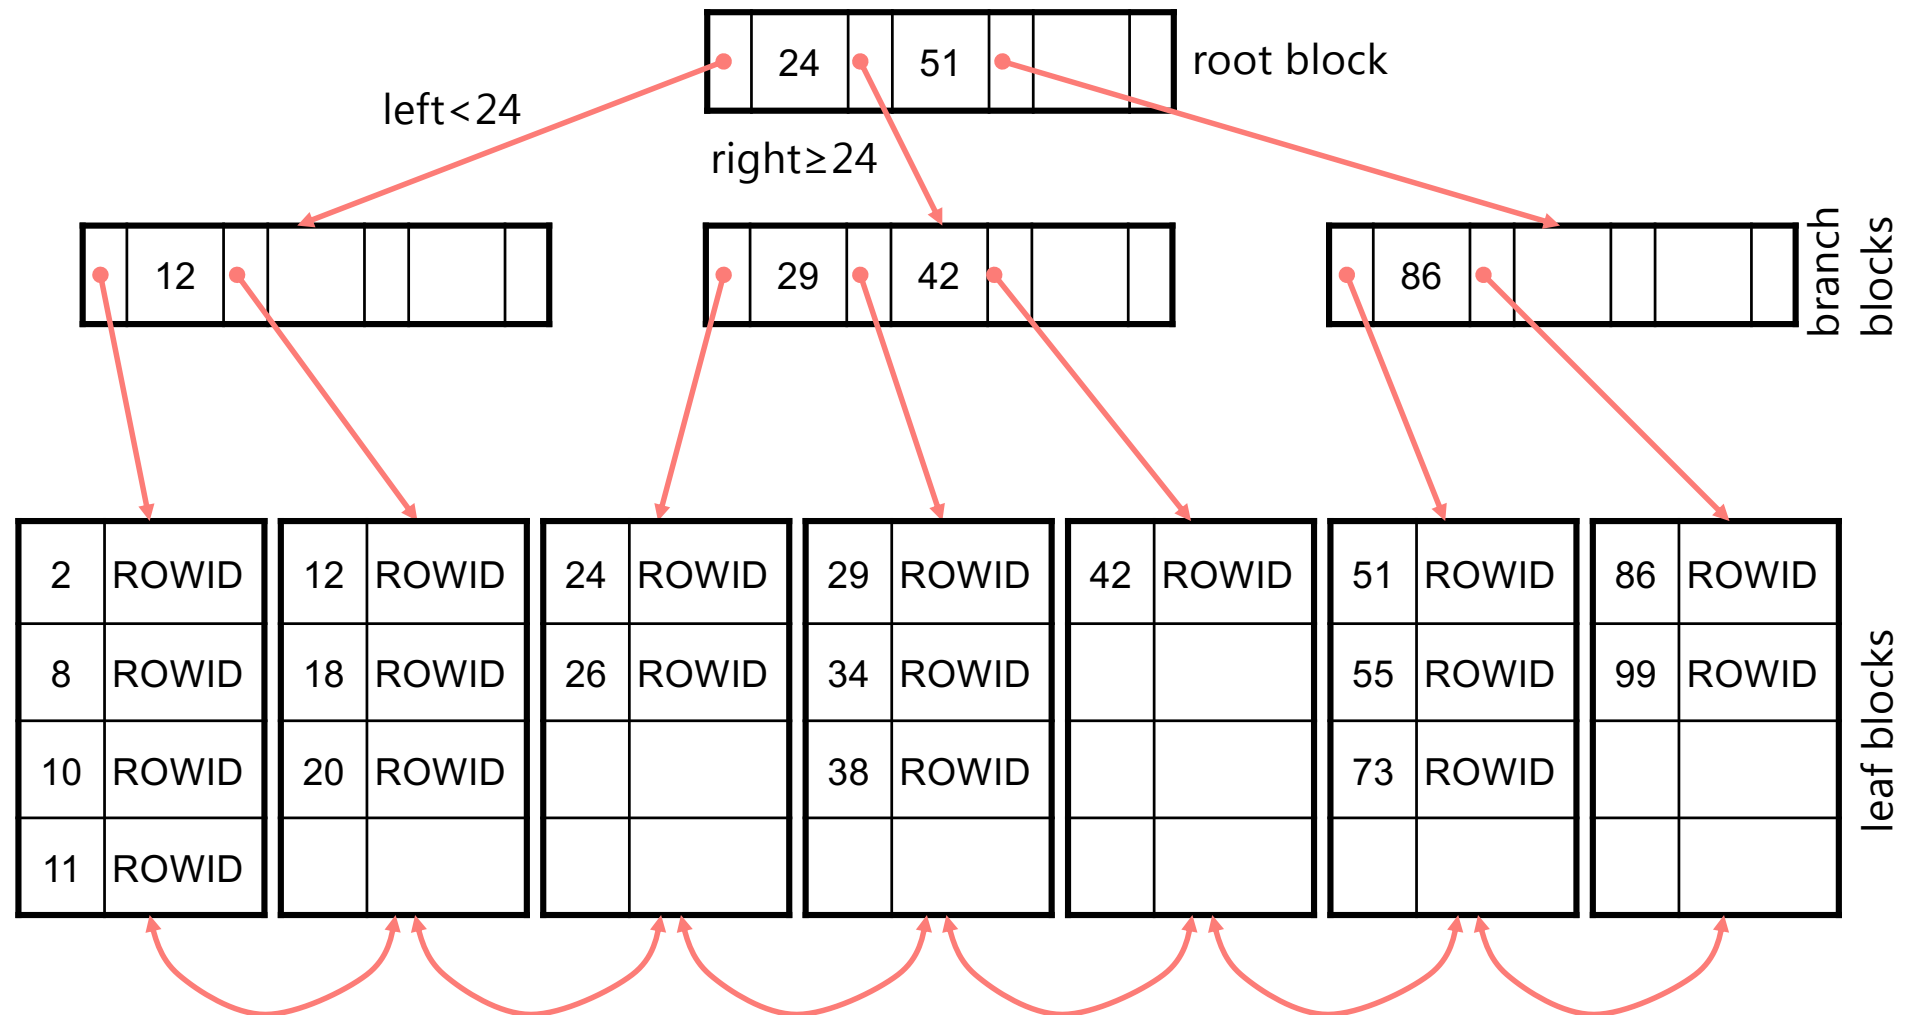 24 51 root block
left<24
right≥24
12 29 42 86
branch
blocks
2 ROWID 12 ROWID 24 ROWID 29 ROWID 42 ROWID 51 ROWID 86 ROWID
8 ROWID 18 ROWID 26 ROWID 34 ROWID 55 ROWID 99 ROWID
10 ROWID 20 ROWID 38 ROWID 73 ROWID
11 ROWID
leaf blocks